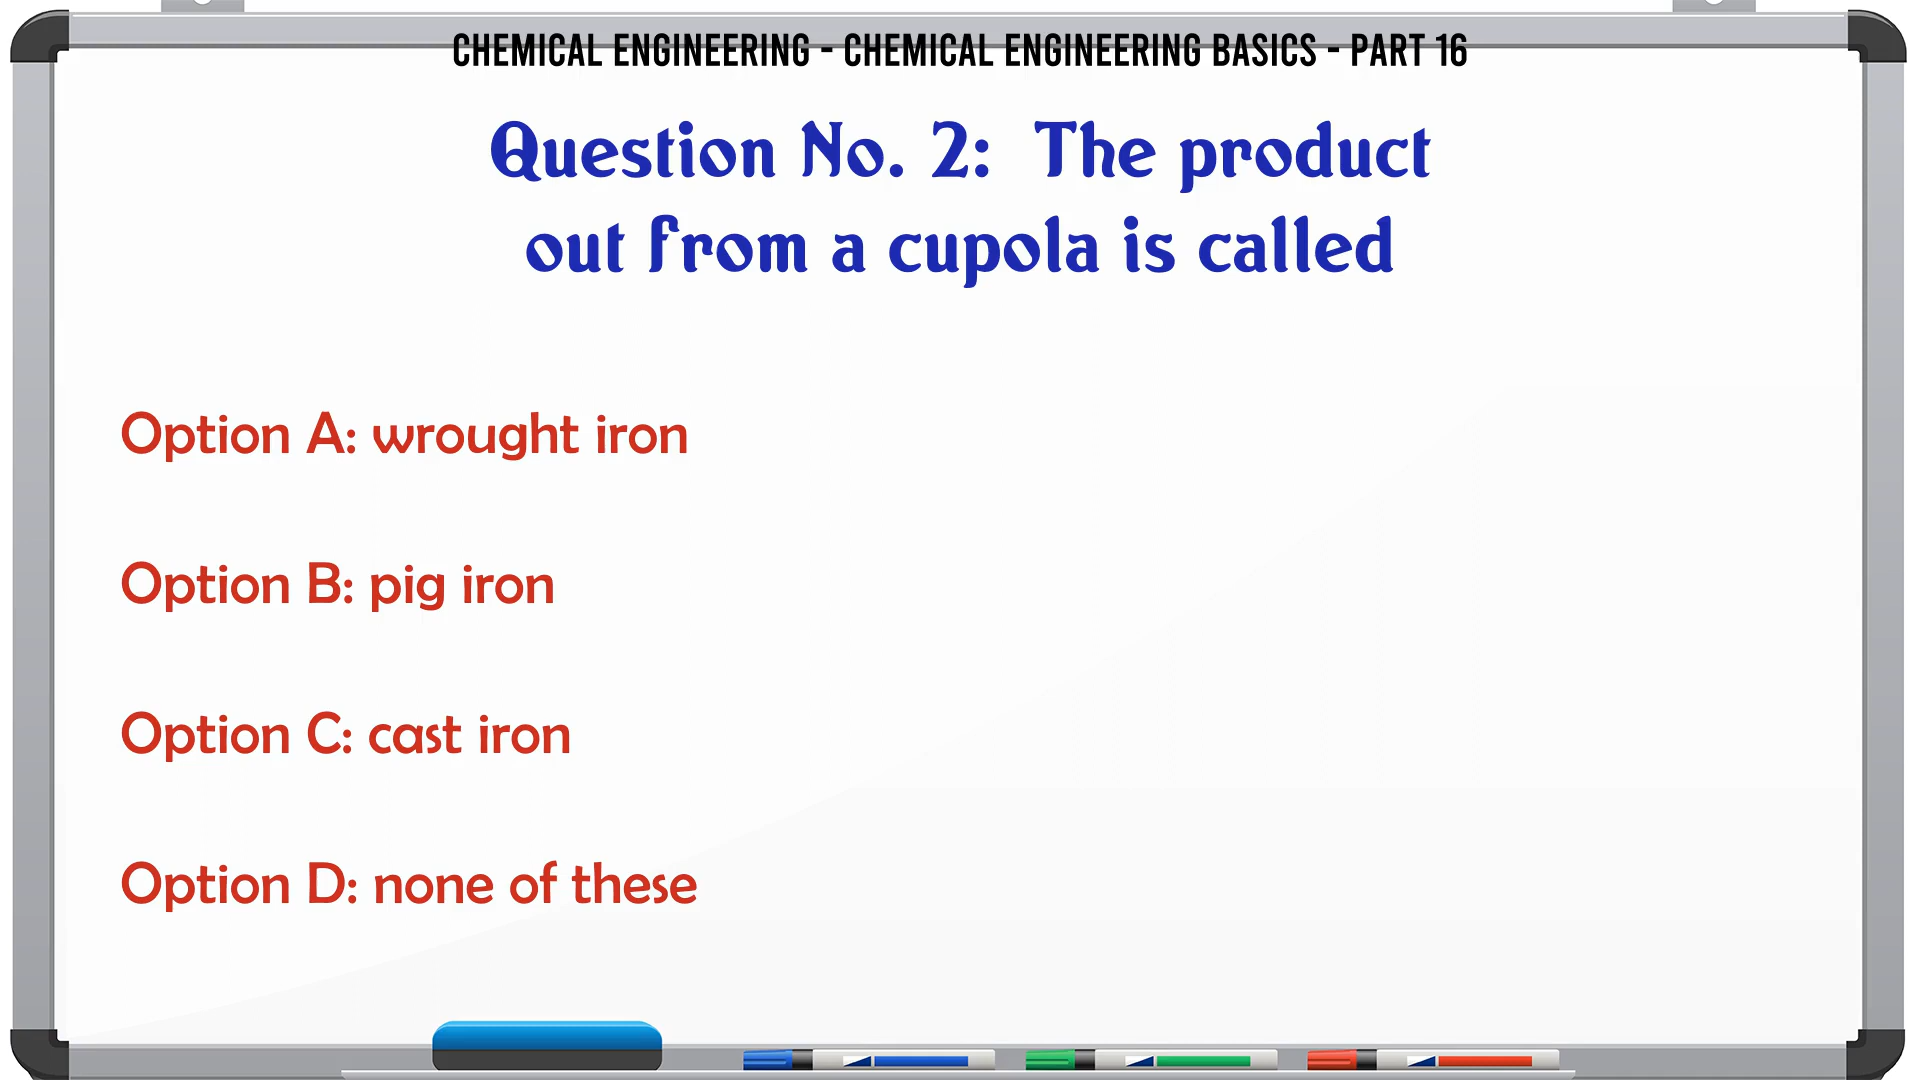 CHEMICAL ENGINEERING - CHEMICAL ENGINEERING BASICS - PART 16
Question No. 2: The product
out from a cupola is called
Option A: wrought iron
Option B: pig iron
Option C: cast iron
Option D: none of these